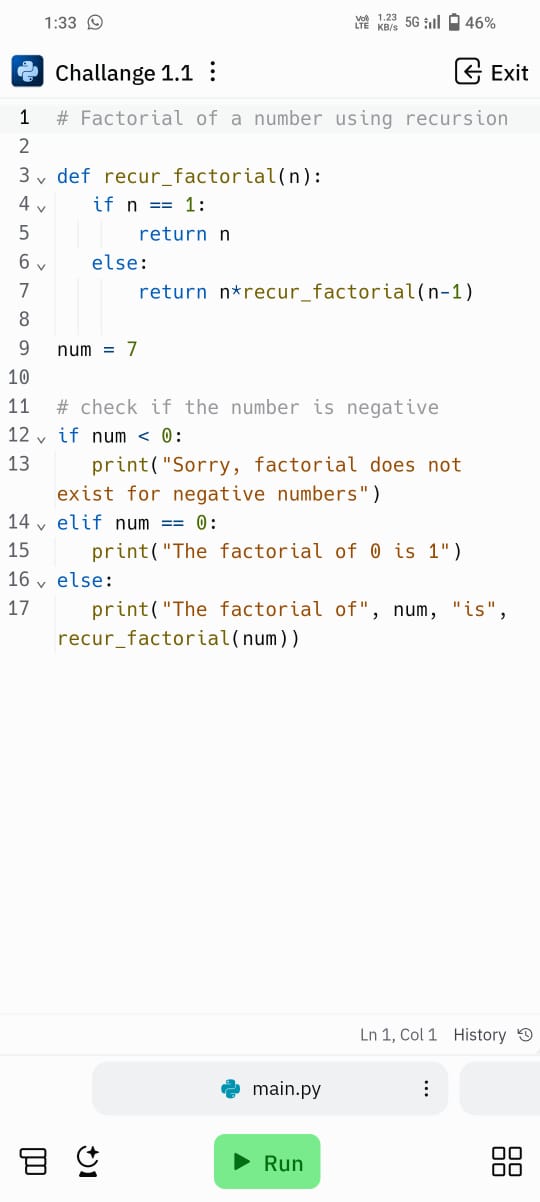 1:33 Vo) LTE 1.23 KB/s 5G 46%
Challange 1.1 Exit
1 # Factorial of a number using recursion
2
3 def recur_factorial(n):
4 if n == 1:
5 return n
6 else:
7 return n*recur_factorial(n-1)
8
9 num = 7
10
11 # check if the number is negative
12 if num < 0:
13 print("Sorry, factorial does not
exist for negative numbers")
14 elif num == 0:
15 print("The factorial of 0 is 1")
16 else:
17 print("The factorial of", num, "is",
recur_factorial(num))
Ln 1, Col 1 History
main.py
Run